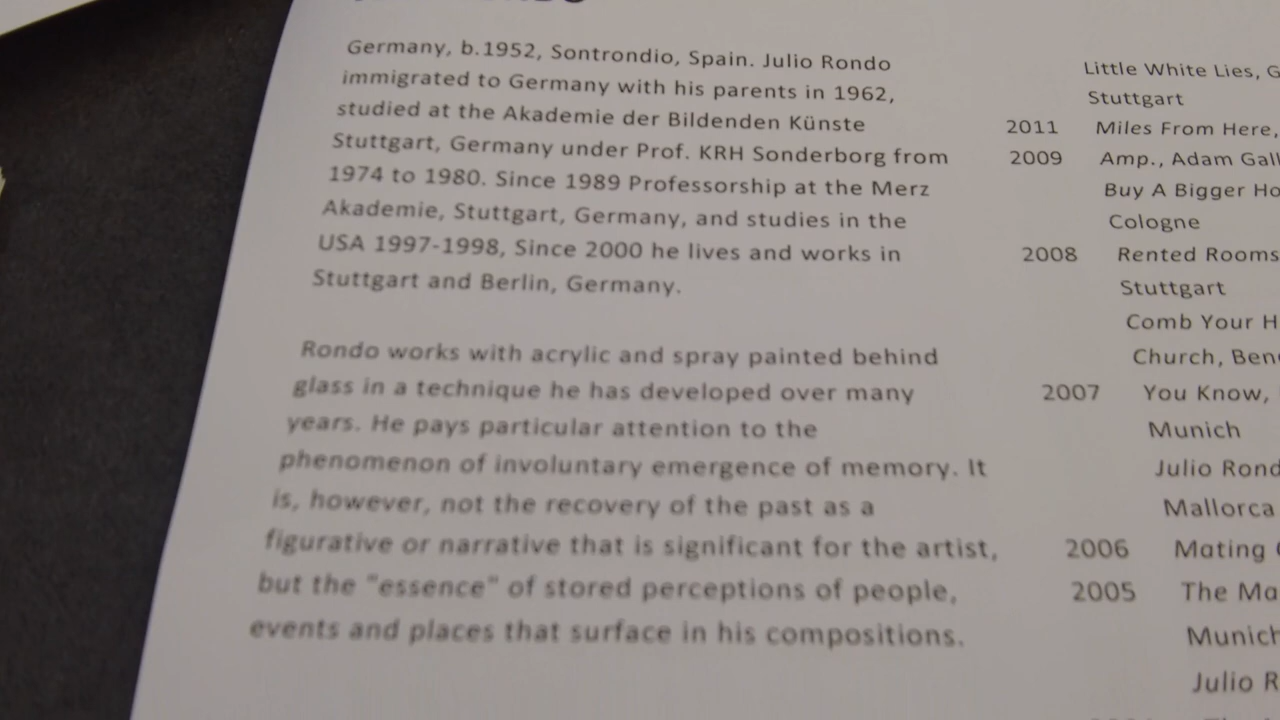 Germany, b.1952, Sontrondio, Spain. Julio Rondo
immigrated to Germany with his parents in 1962,
studied at the Akademie der Bildenden Künste
Stuttgart, Germany under Prof. KRH Sonderborg from
1974 to 1980. Since 1989 Professorship at the Merz
Akademie, Stuttgart, Germany, and studies in the
USA 1997-1998, Since 2000 he lives and works in
Stuttgart and Berlin, Germany.
Rondo works with acrylic and spray painted behind
glass in a technique he has developed over many
years. He pays particular attention to the
phenomenon of involuntary emergence of memory. It
is, however, not the recovery of the past as a
figurative or narrative that is significant for the artist,
but the "essence" of stored perceptions of people,
events and places that surface in his compositions.
Little White Lies, G
Stuttgart
2011 Miles From Here,
2009 Amp., Adam Gall
Buy A Bigger Ho
Cologne
2008 Rented Rooms
Stuttgart
Comb Your H
Church, Ben
2007 You Know,
Munich
Julio Rond
Mallorca
2006 Mating
2005 The Ma
Munich
Julio R